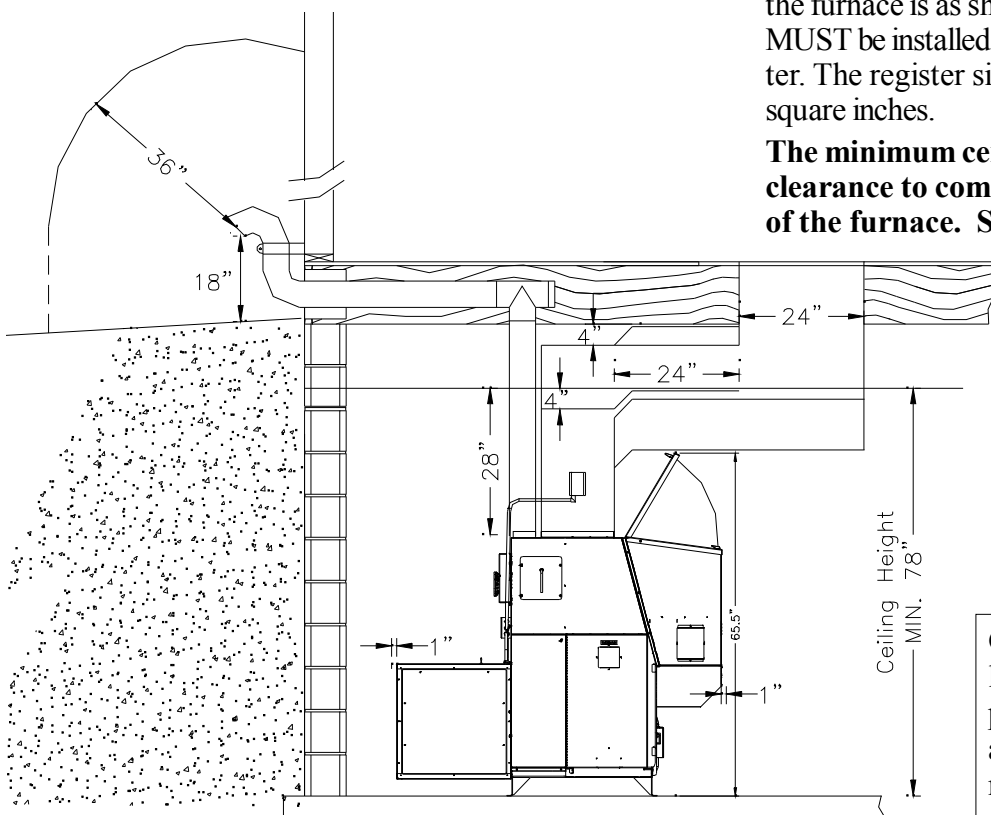 the furnace is as sh
MUST be installed.
ter. The register si
square inches.
The minimum cei
clearance to com
of the furnace. S
36”
18”
24”
4”
24”
4”
28”
Ceiling Height
MIN. 78”
65.5”
1”
1”